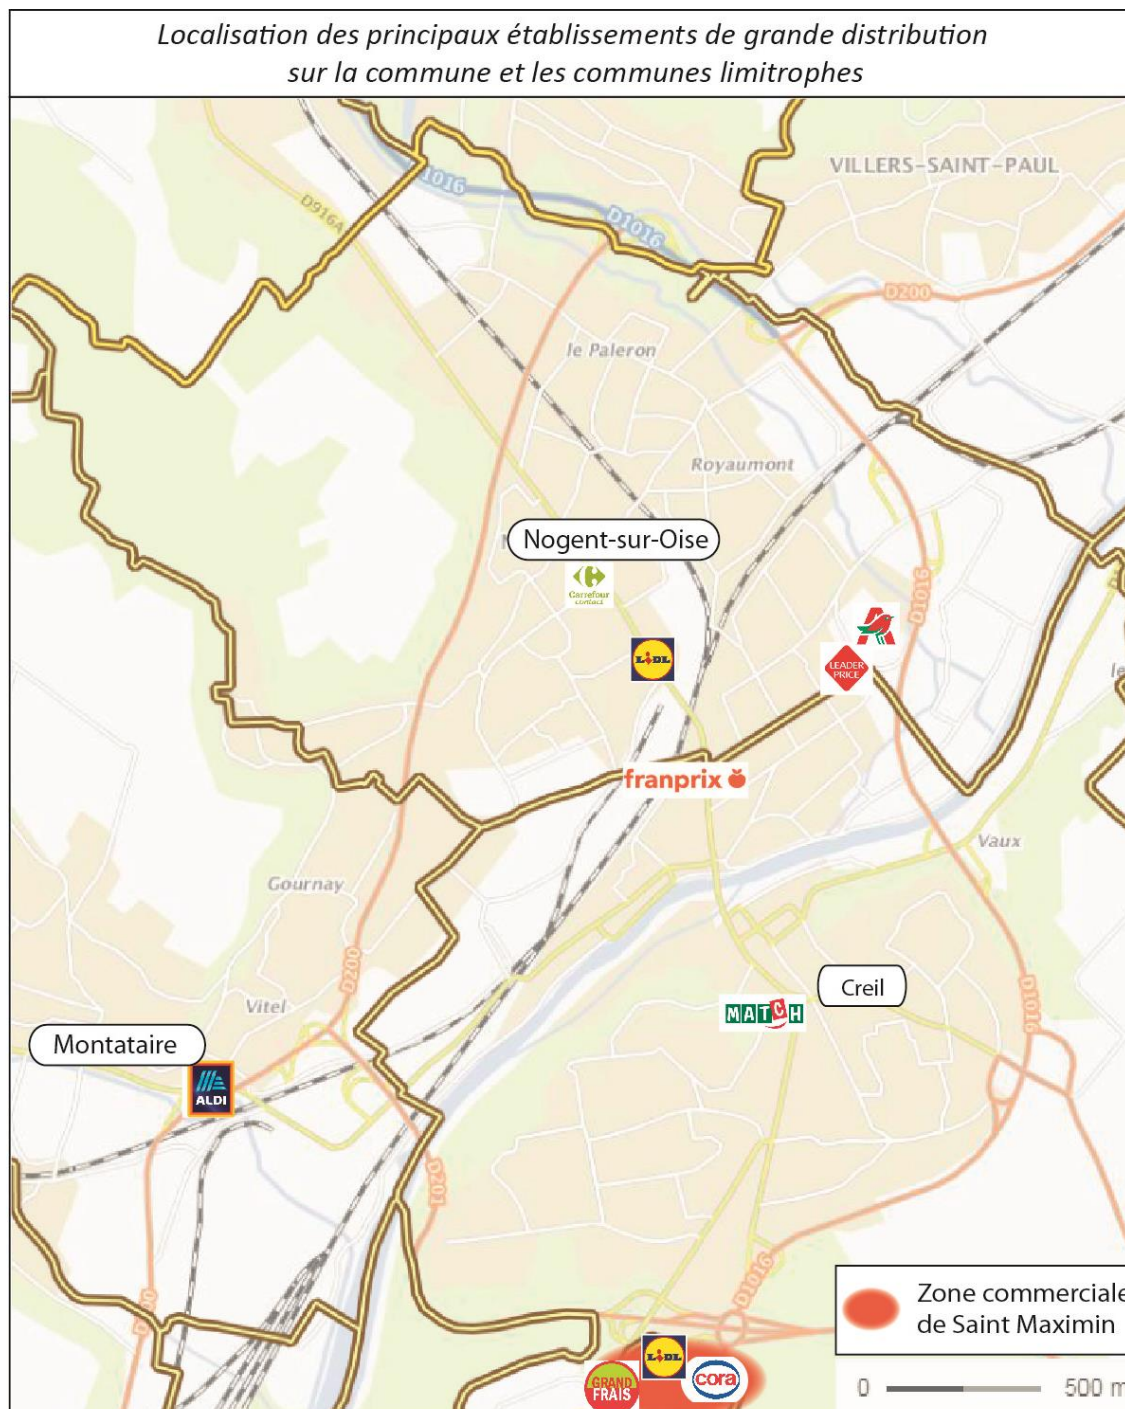 Localisation des principaux établissements de grande distribution
sur la commune et les communes limitrophes
VILLERS-SAINT-PAUL
1016
D916A
D1016
D200
le Paleron
Royaumont
Nogent-sur-Oise
Carrefour
contact
D1016
LiDL
LEADER
PRICE
franprix
Vaux
Gournay
D200
Vitel
Creil
MATCH
D1016
Montataire
ALDI
D201
D1016
Zone commerciale
de Saint Maximin
LiDL
GRAND
FRAIS
cora
0 500 m